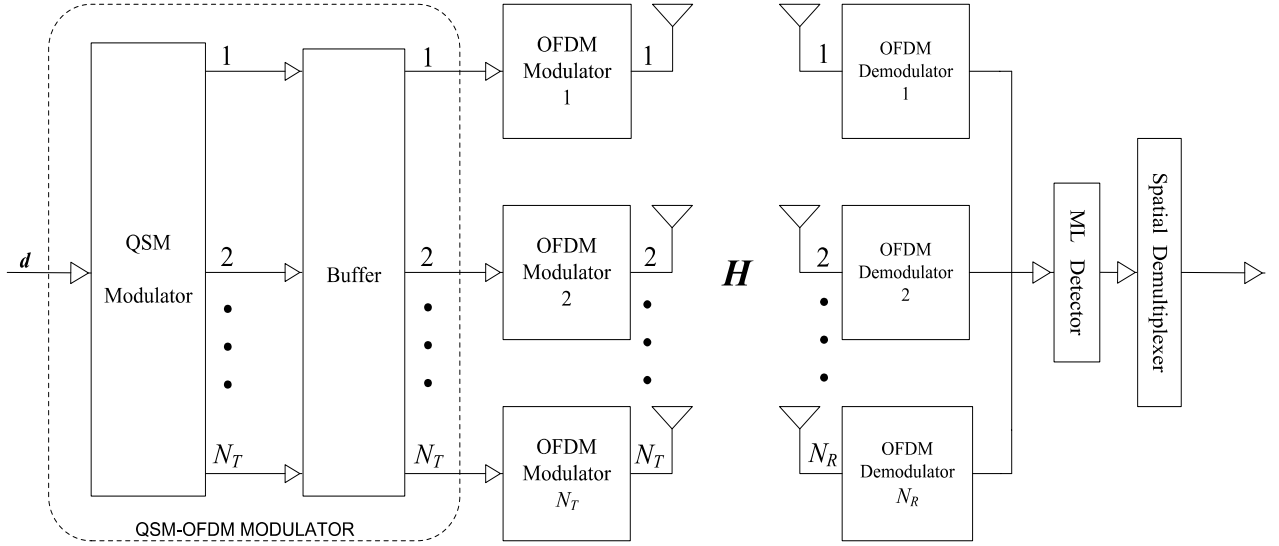 d
QSM
Modulator
1
2
N_T
Buffer
1
2
N_T
QSM-OFDM MODULATOR
OFDM
Modulator
1
1
OFDM
Modulator
2
2
OFDM
Modulator
N_T
N_T
H
1
OFDM
Demodulator
1
2
OFDM
Demodulator
2
N_R
OFDM
Demodulator
N_R
ML Detector
Spatial Demultiplexer